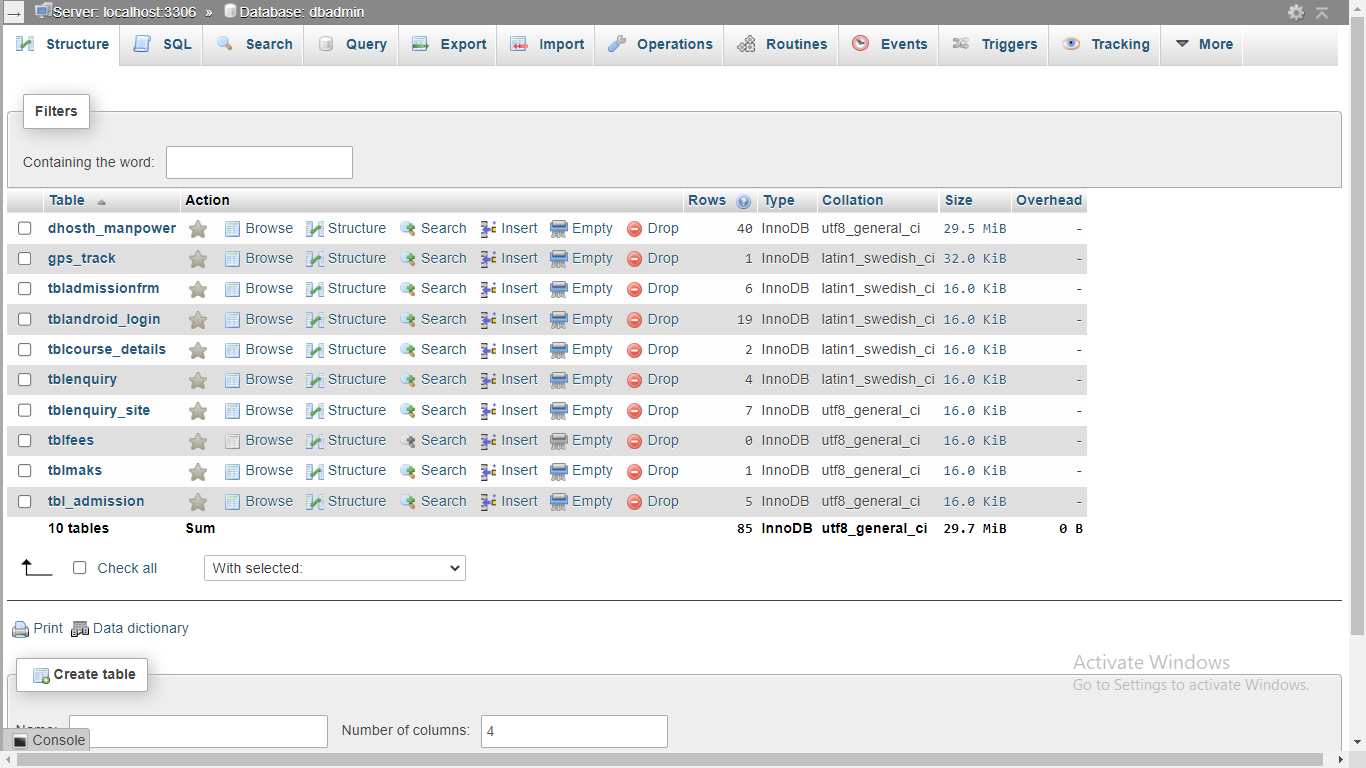 Server: localhost:3306 » Database: dbadmin
Structure SQL Search Query Export Import Operations Routines Events Triggers Tracking More
Filters
Containing the word:
Table Action Rows Type Collation Size Overhead
dhosth_manpower Browse Structure Search Insert Empty Drop 40 InnoDB utf8_general_ci 29.5 MiB -
gps_track Browse Structure Search Insert Empty Drop 1 InnoDB latin1_swedish_ci 32.0 KiB -
tbladmissionfrm Browse Structure Search Insert Empty Drop 6 InnoDB latin1_swedish_ci 16.0 KiB -
tblandroid_login Browse Structure Search Insert Empty Drop 19 InnoDB latin1_swedish_ci 16.0 KiB -
tblcourse_details Browse Structure Search Insert Empty Drop 2 InnoDB latin1_swedish_ci 16.0 KiB -
tblenquiry Browse Structure Search Insert Empty Drop 4 InnoDB latin1_swedish_ci 16.0 KiB -
tblenquiry_site Browse Structure Search Insert Empty Drop 7 InnoDB utf8_general_ci 16.0 KiB -
tblfees Browse Structure Search Insert Empty Drop 0 InnoDB utf8_general_ci 16.0 KiB -
tblmaks Browse Structure Search Insert Empty Drop 1 InnoDB utf8_general_ci 16.0 KiB -
tbl_admission Browse Structure Search Insert Empty Drop 5 InnoDB utf8_general_ci 16.0 KiB -
10 tables Sum 85 InnoDB utf8_general_ci 29.7 MiB 0 B
Check all With selected:
Print Data dictionary
Activate Windows
Go to Settings to activate Windows.
Create table
Name: Number of columns: 4
Console